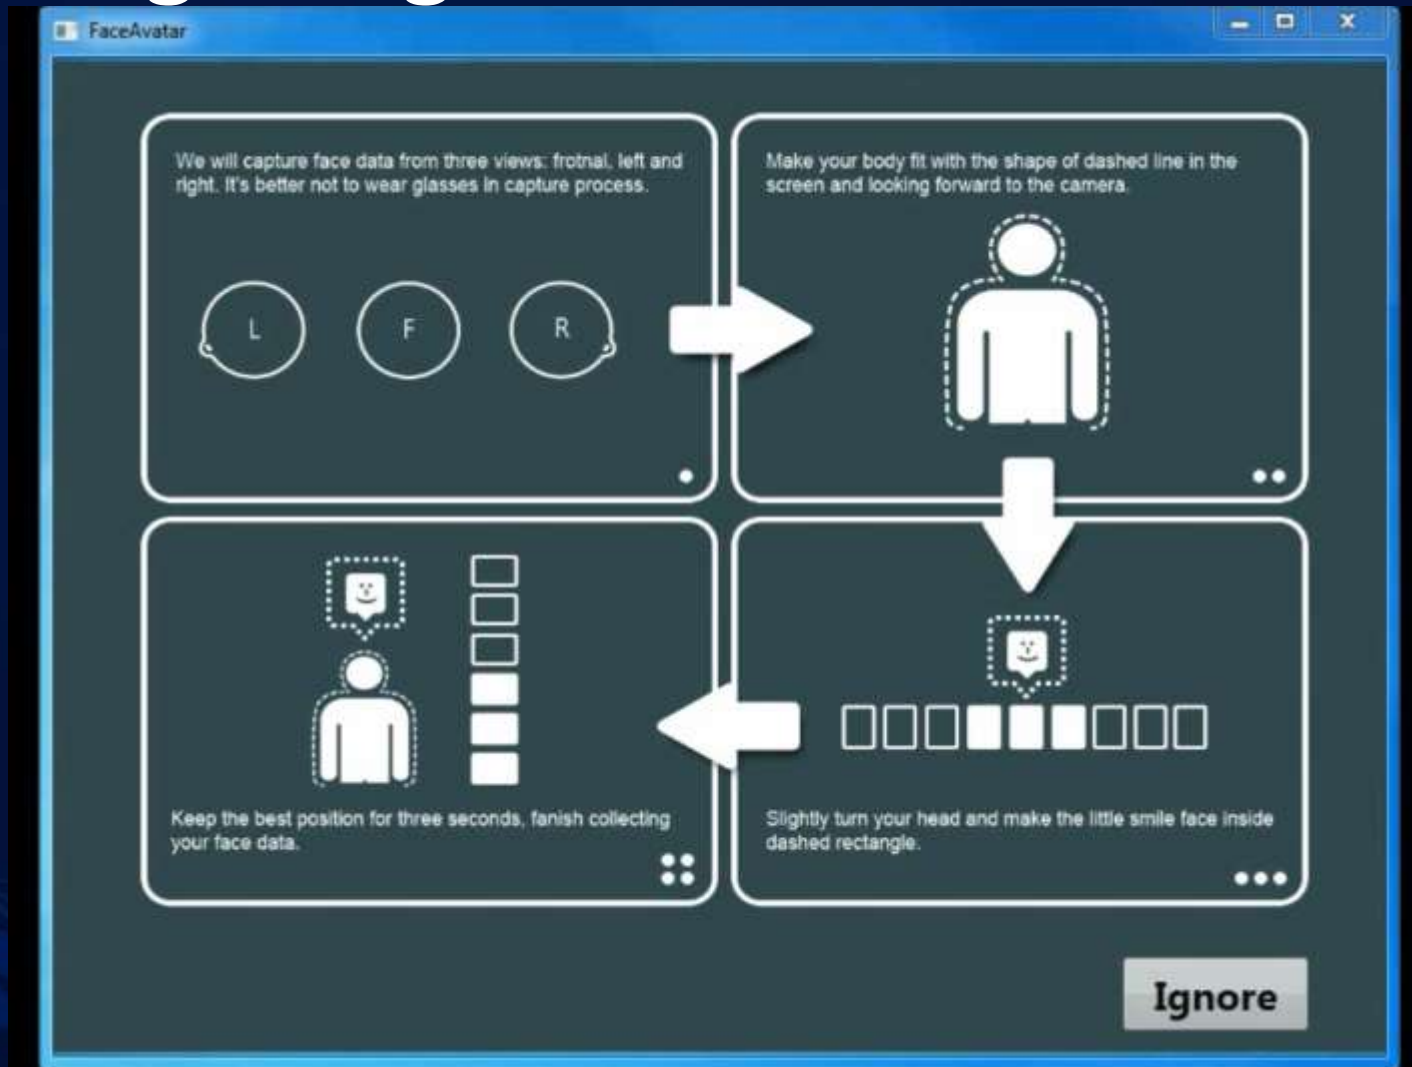 FaceAvatar
We will capture face data from three views: frotnal, left and
right. It's better not to wear glasses in capture process.
L F R
Make your body fit with the shape of dashed line in the
screen and looking forward to the camera.
Slightly turn your head and make the little smile face inside
dashed rectangle.
Keep the best position for three seconds, fanish collecting
your face data.
Ignore